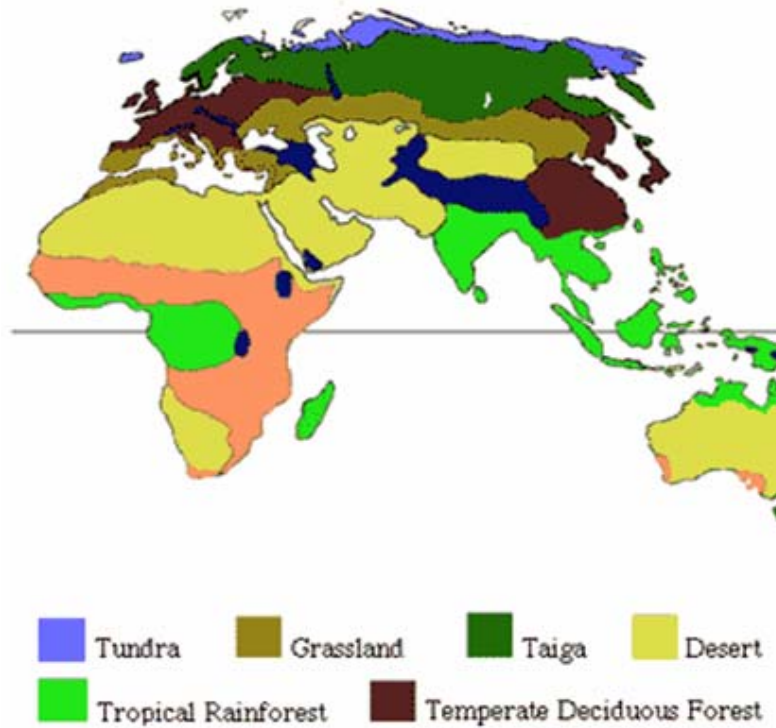 Tundra Grassland Taiga Desert
Tropical Rainforest Temperate Deciduous Forest